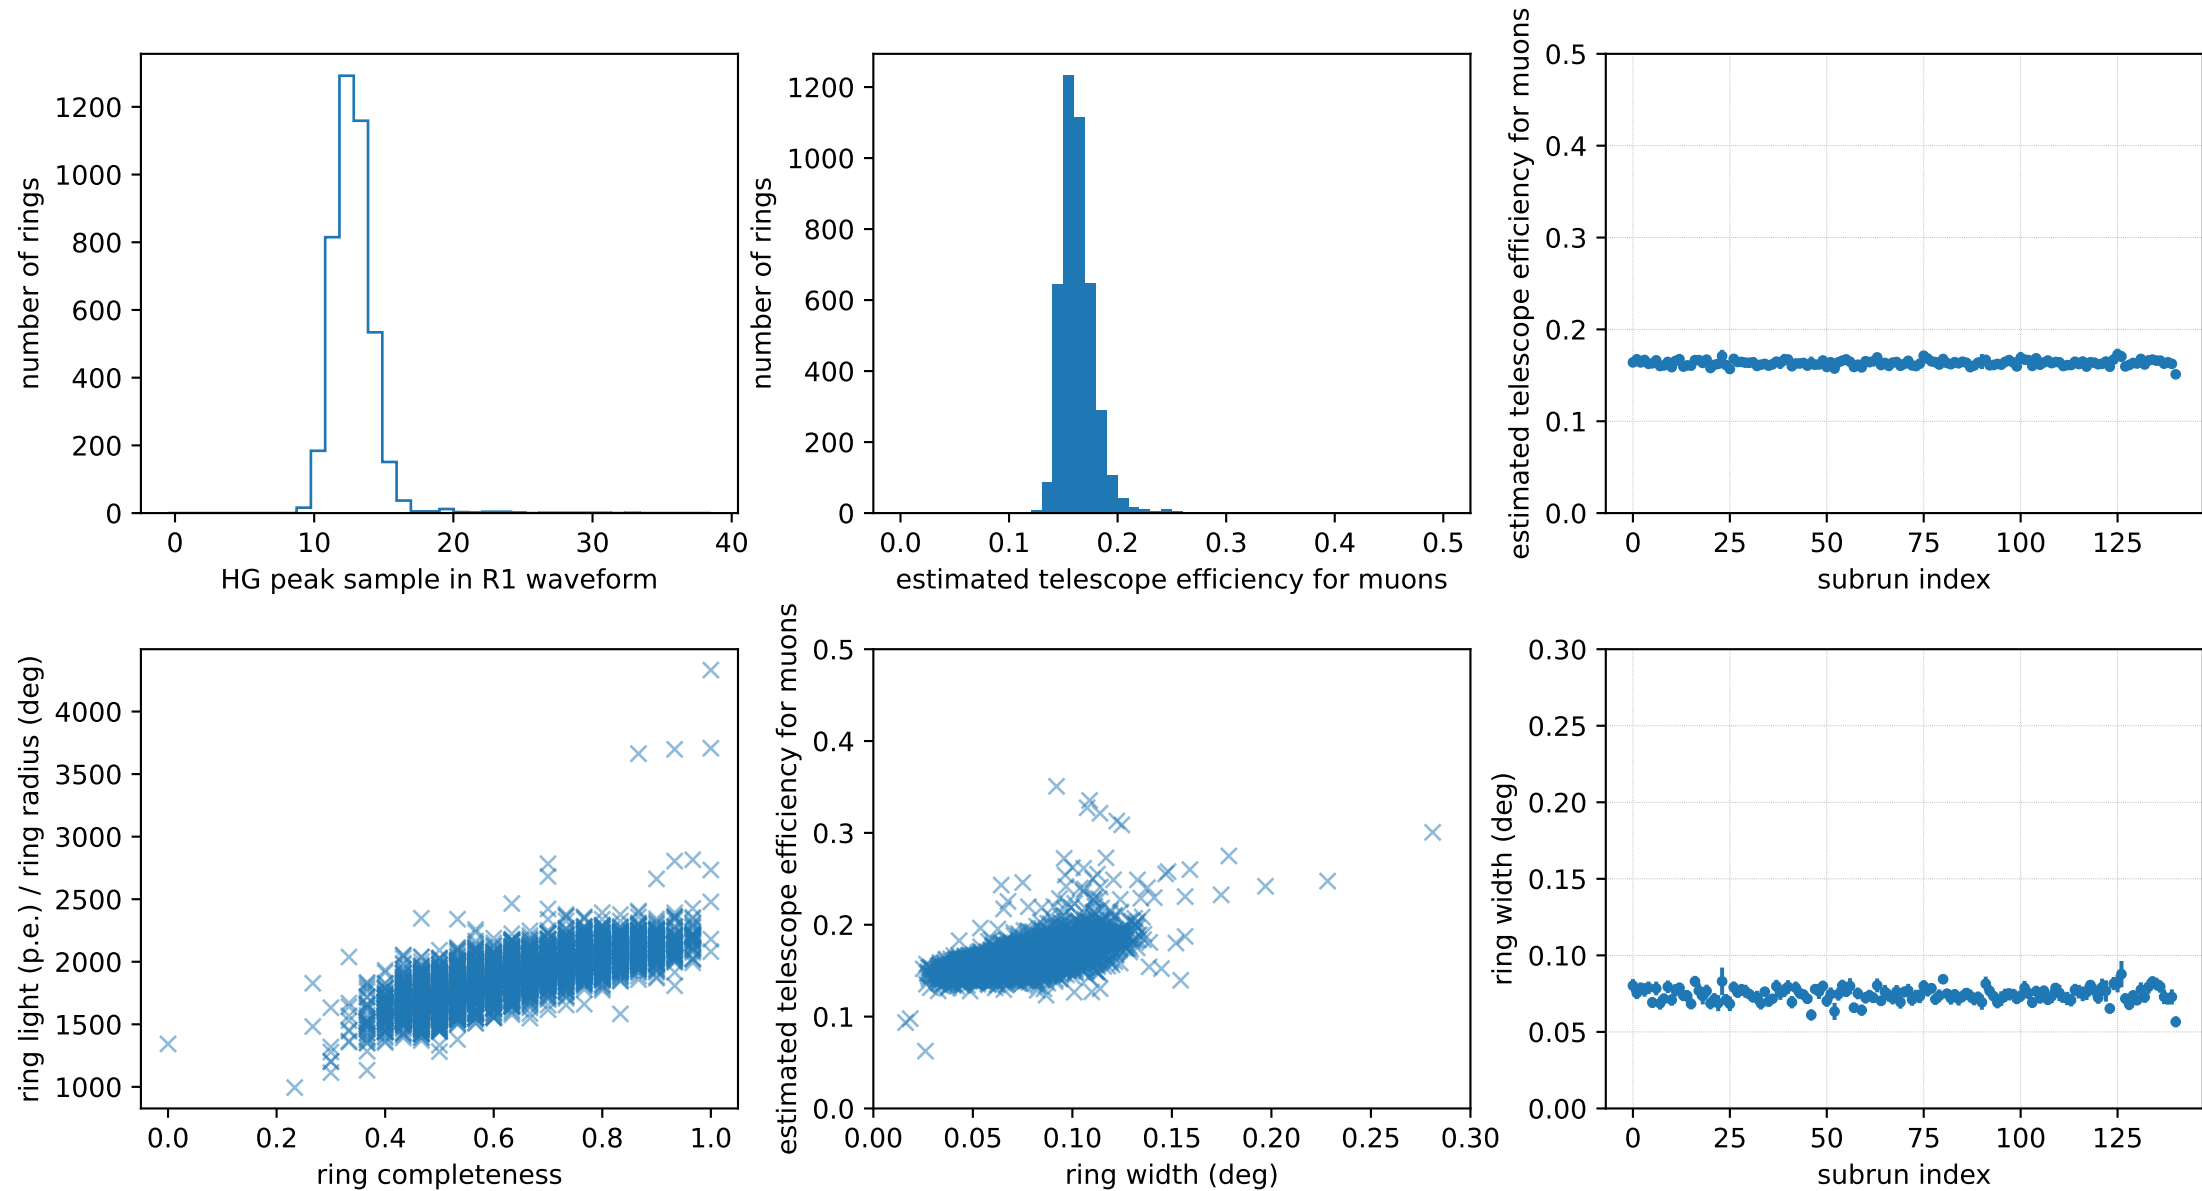 number of rings
1200
1000
800
600
400
200
0
0 10 20 30 40
HG peak sample in R1 waveform
number of rings
1200
1000
800
600
400
200
0
0.0 0.1 0.2 0.3 0.4 0.5
estimated telescope efficiency for muons
estimated telescope efficiency for muons
0.5
0.4
0.3
0.2
0.1
0.0
0 25 50 75 100 125
subrun index
ring light (p.e.) / ring radius (deg)
4000
3500
3000
2500
2000
1500
1000
0.0 0.2 0.4 0.6 0.8 1.0
ring completeness
estimated telescope efficiency for muons
0.5
0.4
0.3
0.2
0.1
0.0
0.00 0.05 0.10 0.15 0.20 0.25 0.30
ring width (deg)
ring width (deg)
0.30
0.25
0.20
0.15
0.10
0.05
0.00
0 25 50 75 100 125
subrun index